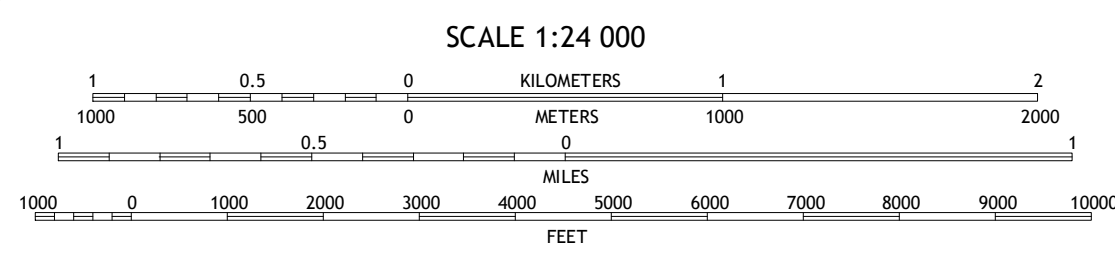 SCALE 1:24 000
1 0.5 0 KILOMETERS 1 2
1000 500 0 METERS 1000 2000
1 0.5 0 1
MILES
1000 0 1000 2000 3000 4000 5000 6000 7000 8000 9000 10000
FEET